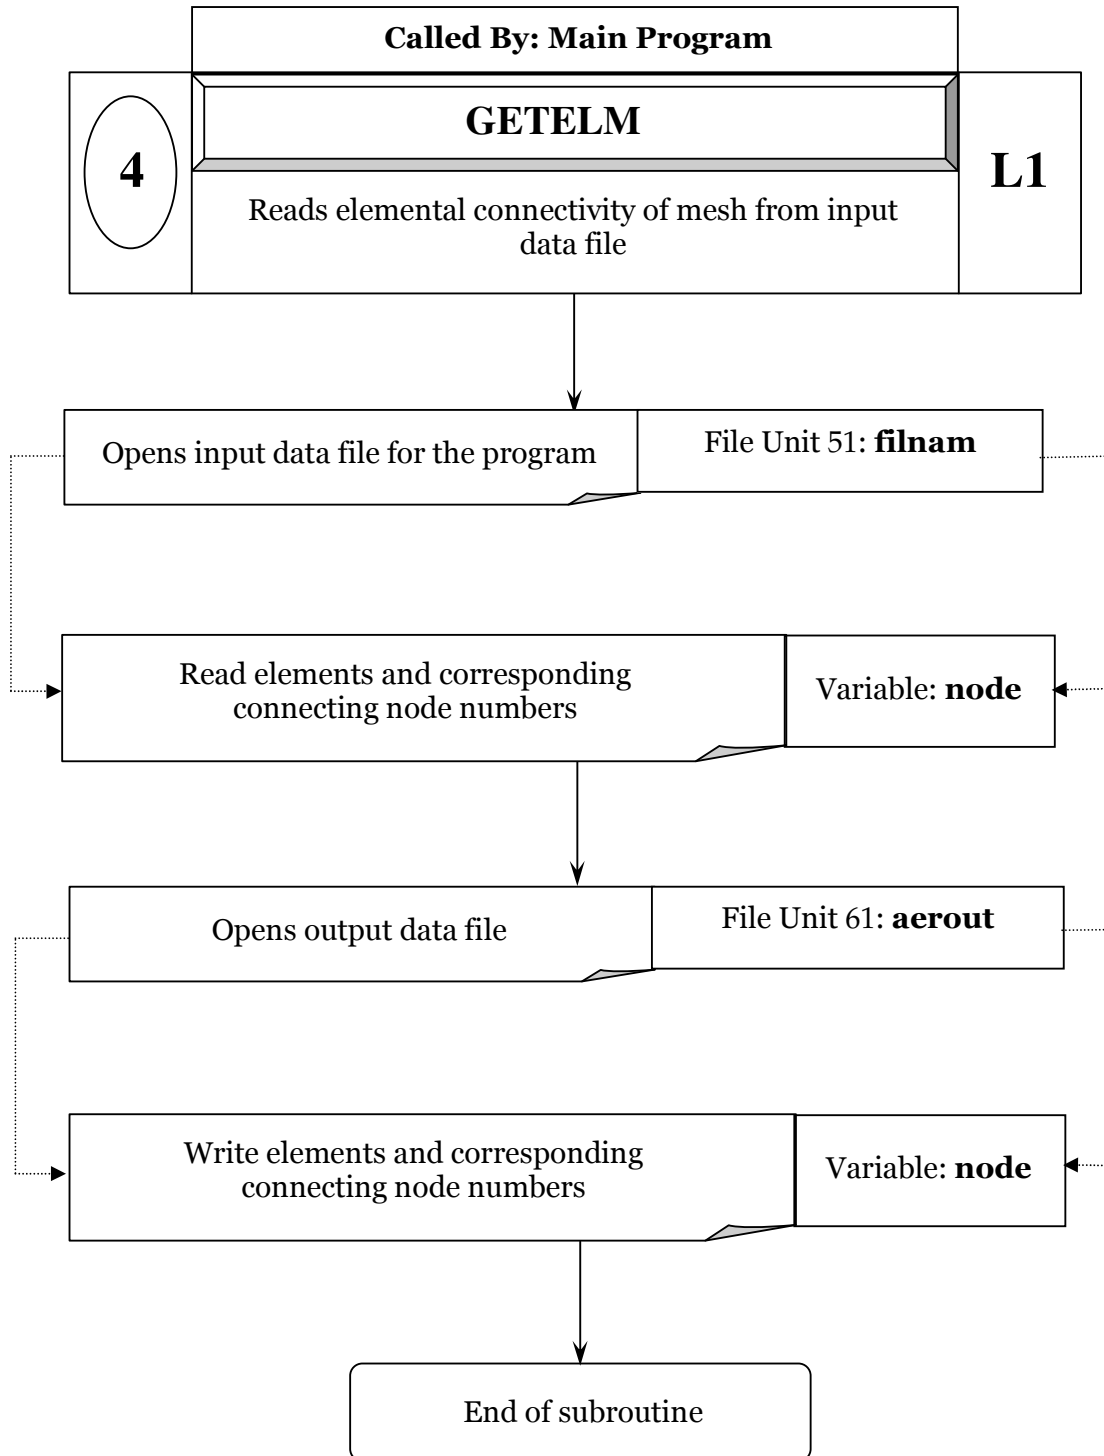 Called By: Main Program
4
GETELM
L1
Reads elemental connectivity of mesh from input
data file
Opens input data file for the program
File Unit 51: filnam
Read elements and corresponding
connecting node numbers
Variable: node
Opens output data file
File Unit 61: aerout
Write elements and corresponding
connecting node numbers
Variable: node
End of subroutine